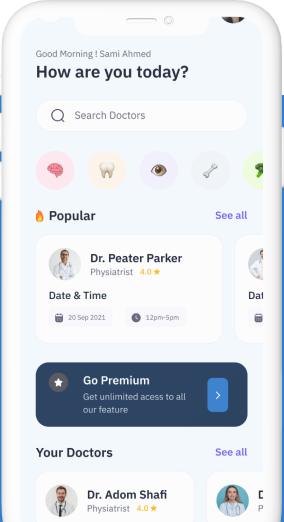 Good Morning ! Sami Ahmed
How are you today?
Search Doctors
Popular
See all
Dr. Peater Parker
Physiatrist 4.0
Date & Time
20 Sep 2021
12pm-5pm
Dat
Go Premium
Get unlimited acess to all
our feature
Your Doctors
See all
Dr. Adom Shafi
Physiatrist 4.0
D
P